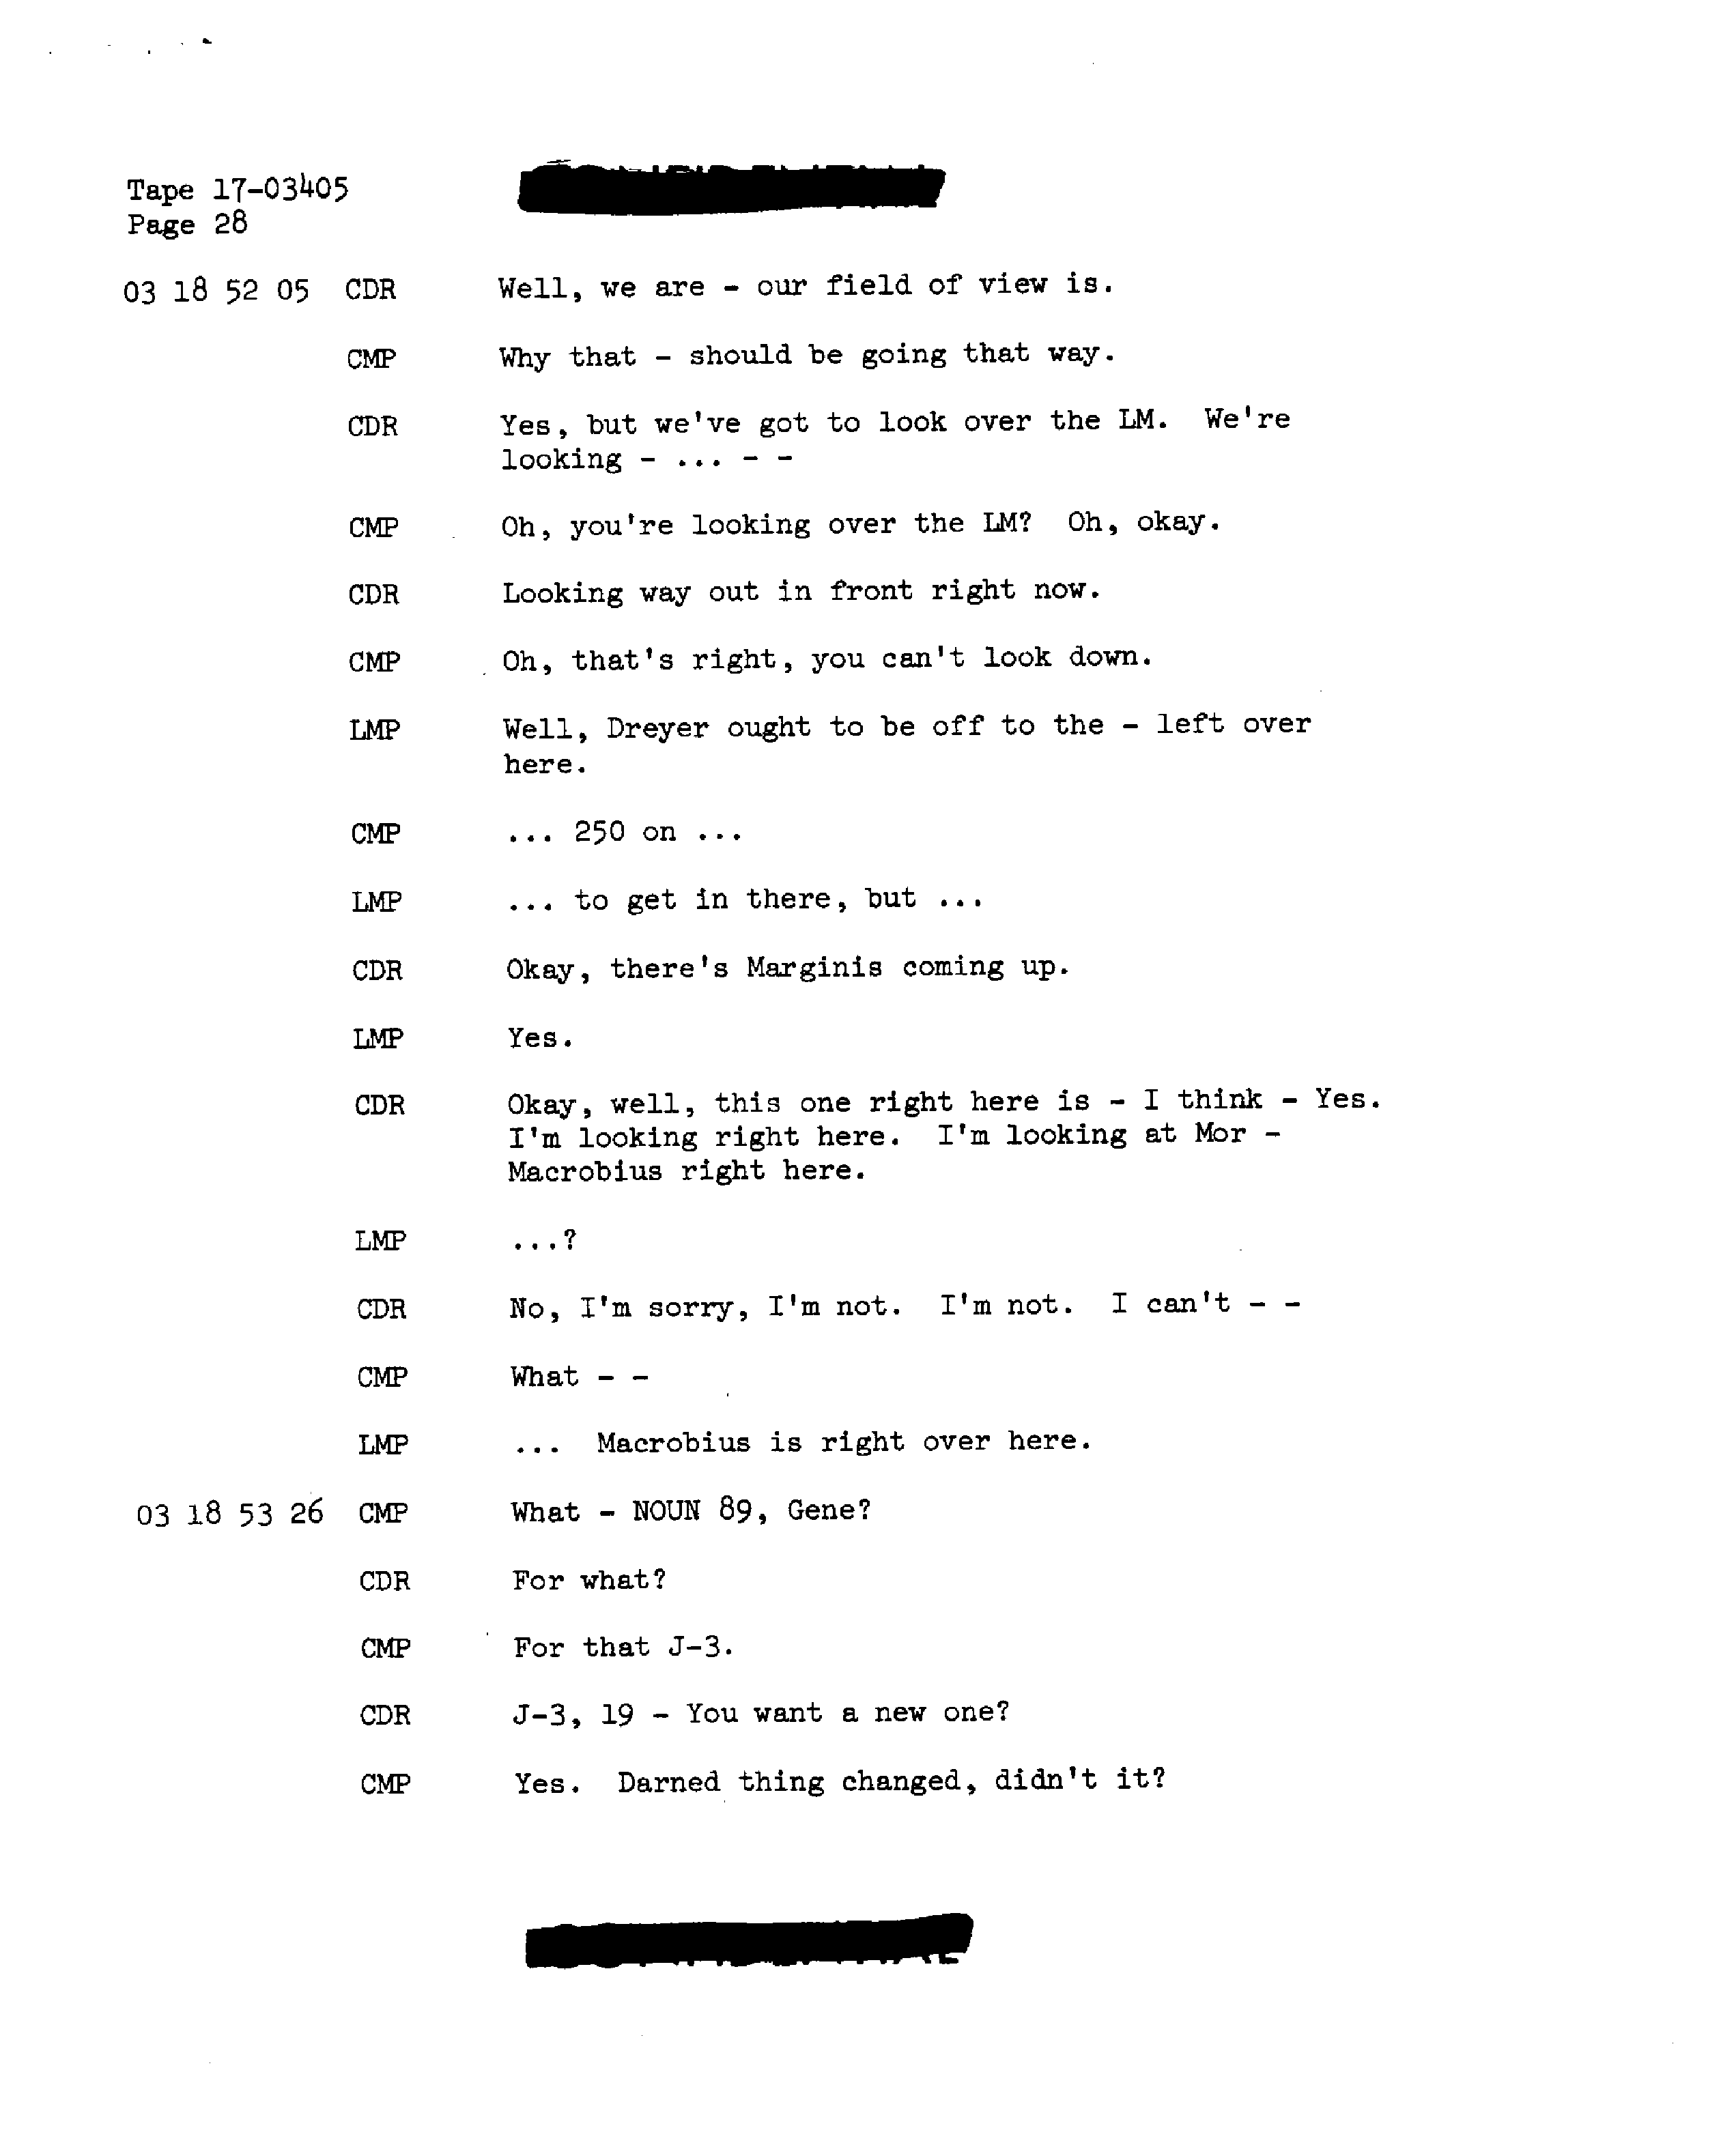 Tape 17-03405
Page 28
03 18 52 05 CDR Well, we are - our field of view is.
CMP Why that - should be going that way.
CDR Yes, but we've got to look over the LM. We're
looking - ... - -
CMP Oh, you're looking over the LM? Oh, okay.
CDR Looking way out in front right now.
CMP Oh, that's right, you can't look down.
LMP Well, Dreyer ought to be off to the - left over
here.
CMP ... 250 on ...
LMP ... to get in there, but ...
CDR Okay, there's Marginis coming up.
LMP Yes.
CDR Okay, well, this one right here is - I think - Yes.
I'm looking right here. I'm looking at Mor -
Macrobius right here.
LMP ...?
CDR No, I'm sorry, I'm not. I'm not. I can't - -
CMP What - -
LMP ... Macrobius is right over here.
03 18 53 26 CMP What - NOUN 89, Gene?
CDR For what?
CMP For that J-3.
CDR J-3, 19 - You want a new one?
CMP Yes. Darned thing changed, didn't it?